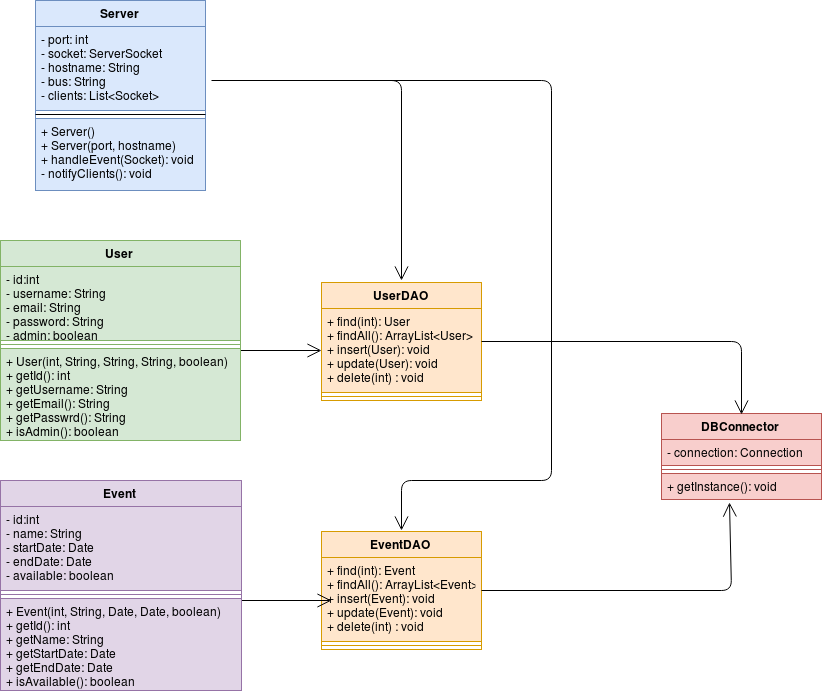 Server
- port: int
- socket: ServerSocket
- hostname: String
- bus: String
- clients: List<Socket>
+ Server()
+ Server(port, hostname)
+ handleEvent(Socket): void
- notifyClients(): void
User
- id:int
- username: String
- email: String
- password: String
- admin: boolean
+ User(int, String, String, String, boolean)
+ getId(): int
+ getUsername: String
+ getEmail(): String
+ getPasswrd(): String
+ isAdmin(): boolean
UserDAO
+ find(int): User
+ findAll(): ArrayList<User>
+ insert(User): void
+ update(User): void
+ delete(int) : void
DBConnector
- connection: Connection
+ getInstance(): void
Event
- id:int
- name: String
- startDate: Date
- endDate: Date
- available: boolean
+ Event(int, String, Date, Date, boolean)
+ getId(): int
+ getName: String
+ getStartDate: Date
+ getEndDate: Date
+ isAvailable(): boolean
EventDAO
+ find(int): Event
+ findAll(): ArrayList<Event>
+ insert(Event): void
+ update(Event): void
+ delete(int) : void